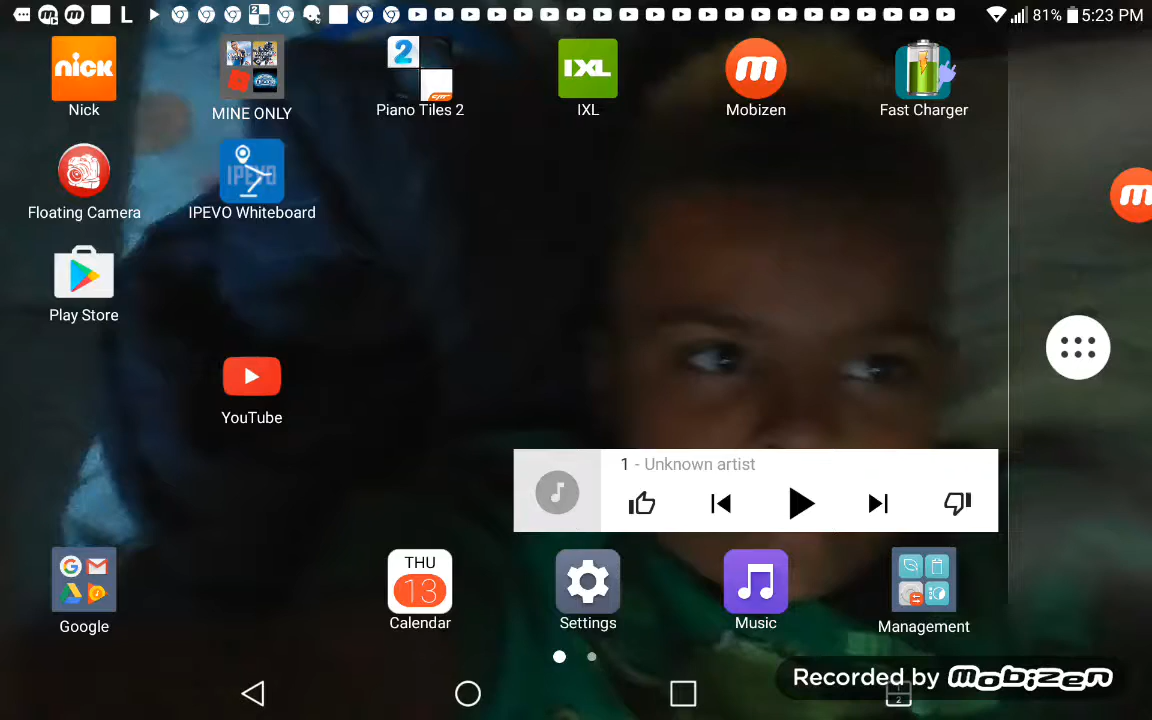 L 81% 5:23 PM
nick 2 IXL
Nick MINE ONLY Piano Tiles 2 IXL Mobizen Fast Charger
IPEVO
Floating Camera IPEVO Whiteboard
Play Store
YouTube
1 - Unknown artist
THU
13
Google Calendar Settings Music Management
Recorded by mobizen